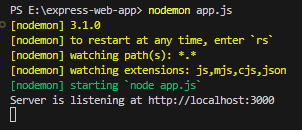 PS E:\express-web-app> nodemon app.js
[nodemon] 3.1.0
[nodemon] to restart at any time, enter `rs`
[nodemon] watching path(s): *.*
[nodemon] watching extensions: js,mjs,cjs,json
[nodemon] starting `node app.js`
Server is listening at http://localhost:3000